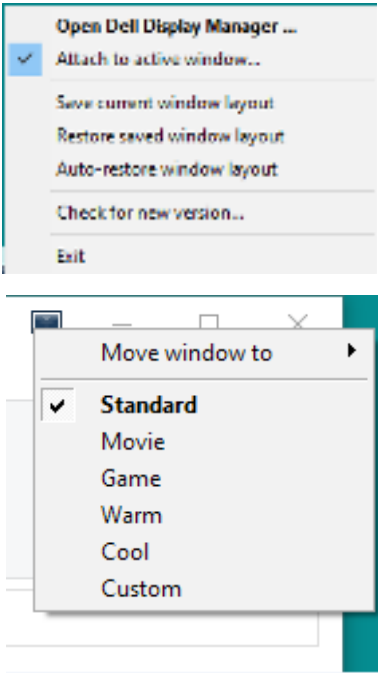 Open Dell Display Manager ...
Attach to active window...
Save current window layout
Restore saved window layout
Auto-restore window layout
Check for new version...
Exit
Move window to
Standard
Movie
Game
Warm
Cool
Custom